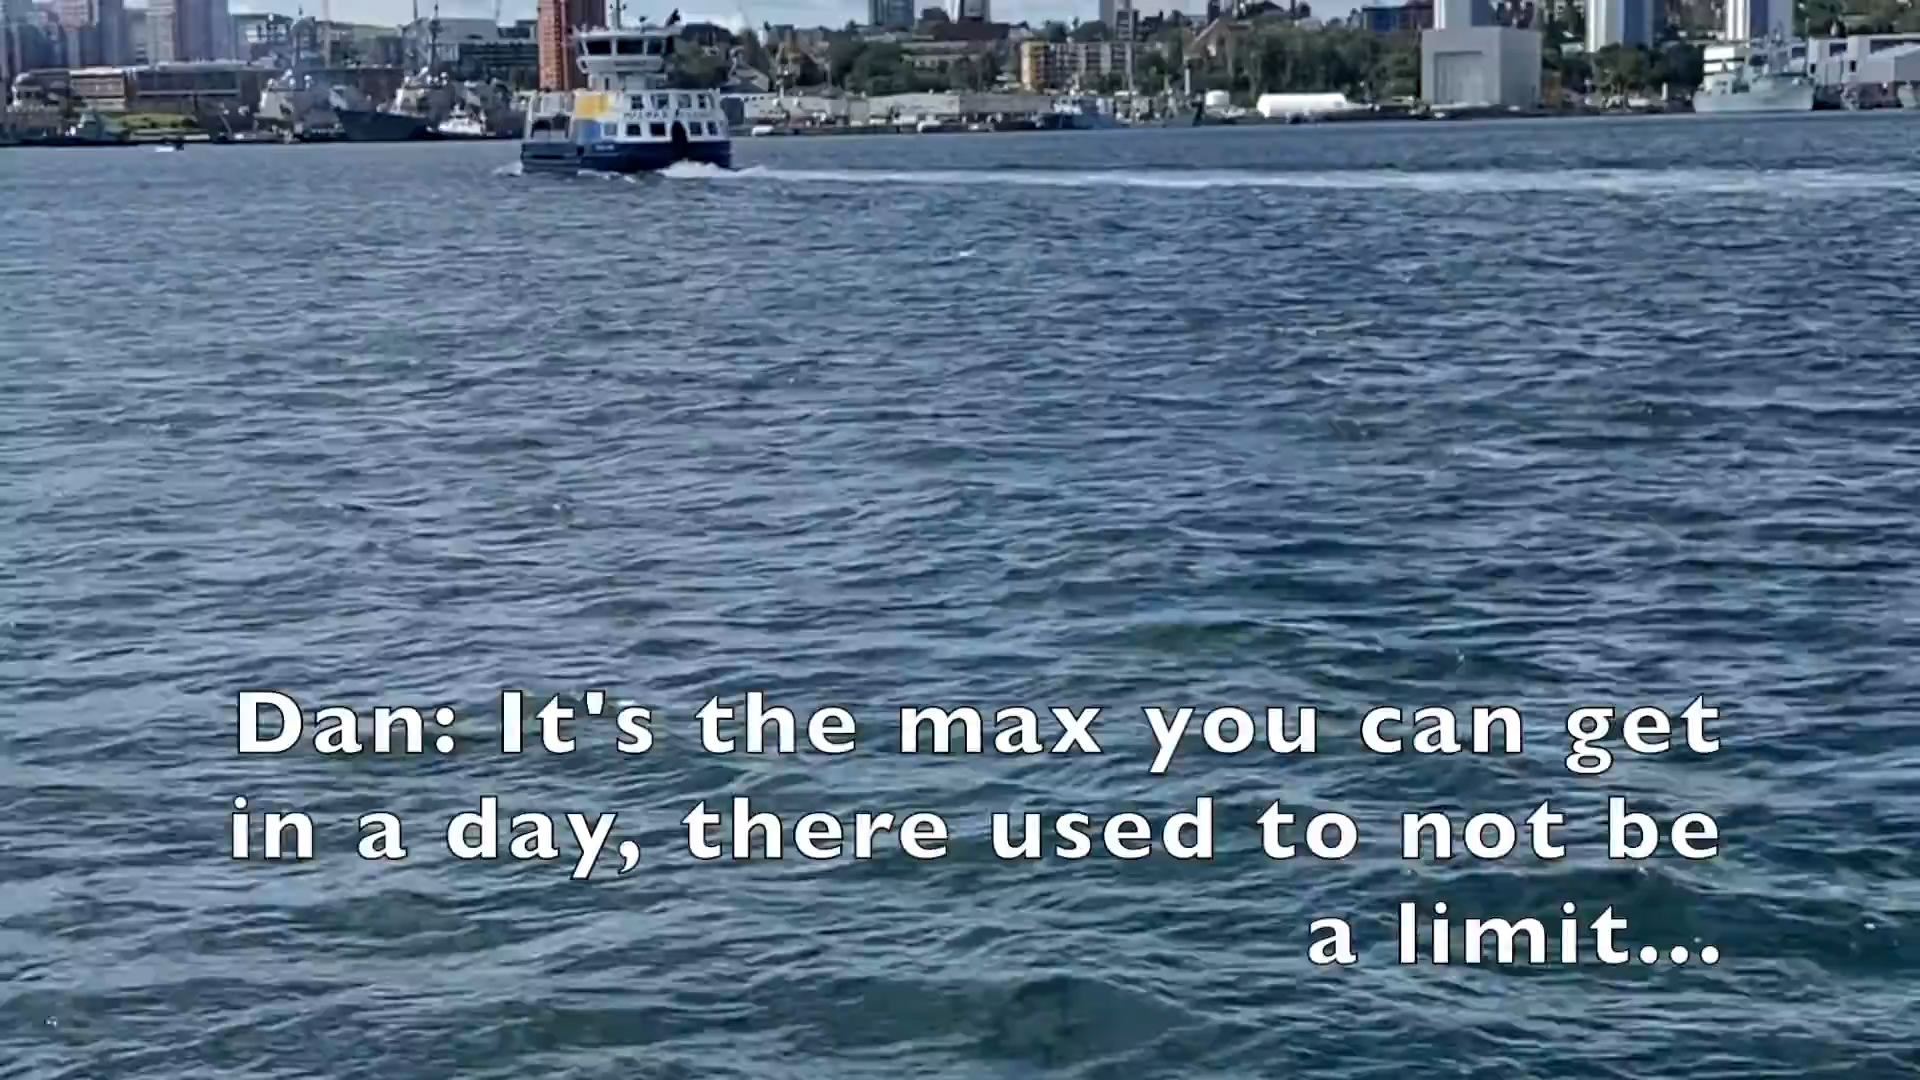 Dan: It's the max you can get
in a day, there used to not be
a limit...